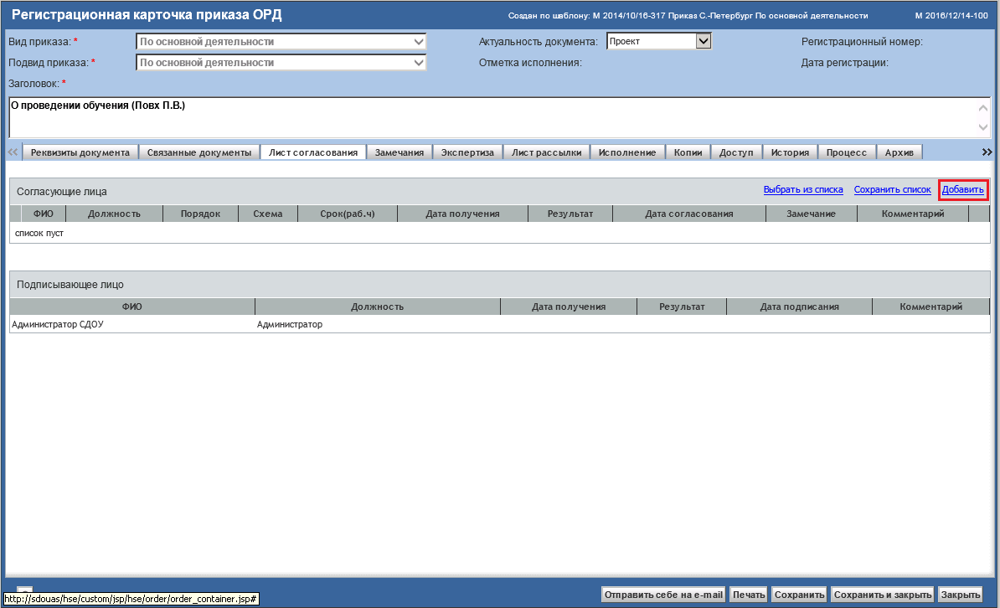 Регистрационная карточка приказа ОРД Создан по шаблону: М 2014/10/16-317 Приказ С.-Петербург По основной деятельности М 2016/12/14-100
Вид приказа: * По основной деятельности Актуальность документа: Проект Регистрационный номер:
Подвид приказа: * По основной деятельности Отметка исполнения: Дата регистрации:
Заголовок: *
О проведении обучения (Повх П.В.)
Реквизиты документа Связанные документы Лист согласования Замечания Экспертиза Лист рассылки Исполнение Копии Доступ История Процесс Архив
Согласующие лица Выбрать из списка Сохранить список Добавить
ФИО Должность Порядок Схема Срок(раб.ч) Дата получения Результат Дата согласования Замечание Комментарий
список пуст
Подписывающее лицо
ФИО Должность Дата получения Результат Дата подписания Комментарий
Администратор СДОУ Администратор
http://sdouas/hse/custom/jsp/hse/order/order_container.jsp# Отправить себе на e-mail Печать Сохранить Сохранить и закрыть Закрыть